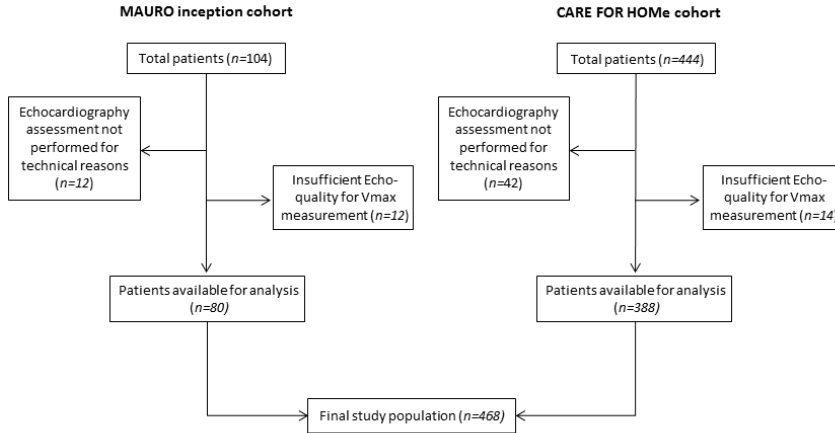 MAURO inception cohort
Total patients (n=104)
Echocardiography
assessment not
performed for
technical reasons
(n=12)
Insufficient Echo-
quality for Vmax
measurement (n=12)
Patients available for analysis
(n=80)
CARE FOR HOMe cohort
Total patients (n=444)
Echocardiography
assessment not
performed for
technical reasons
(n=42)
Insufficient Echo-
quality for Vmax
measurement (n=14)
Patients available for analysis
(n=388)
Final study population (n=468)